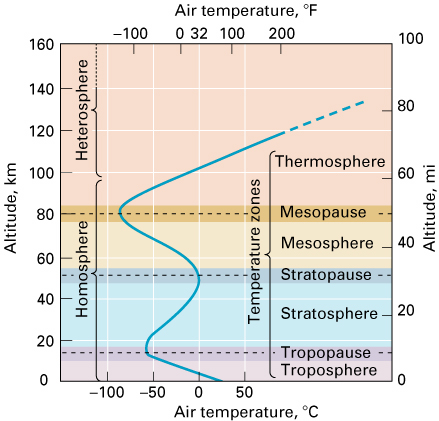 Air temperature, °F
−100 0 32 100 200
160
140
120
100
80
60
40
20
0
Altitude, km
100
80
60
40
20
0
Altitude, mi
Heterosphere
Homosphere
Temperature zones
Thermosphere
Mesopause
Mesosphere
Stratopause
Stratosphere
Tropopause
Troposphere
−100 −50 0 50
Air temperature, °C